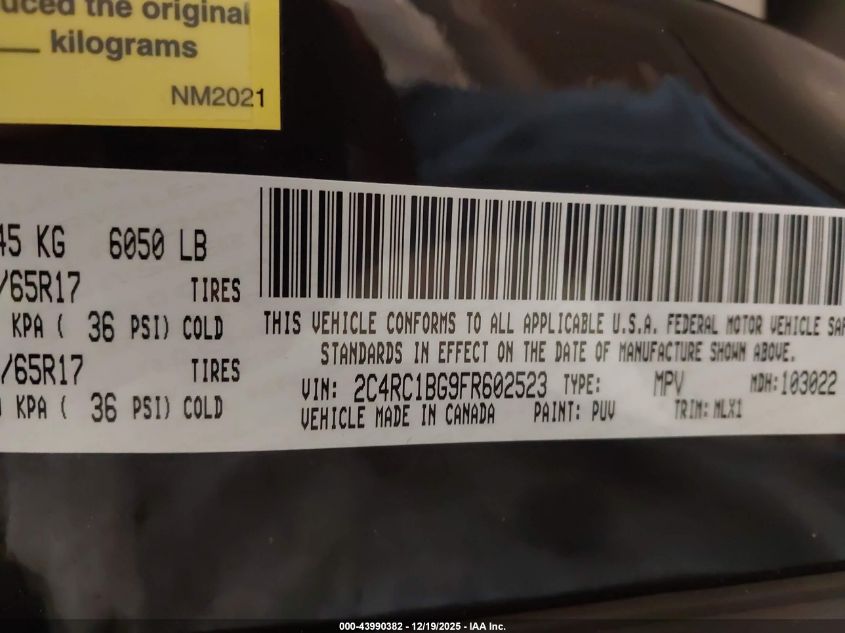 uced the original
kilograms
NM2021
45 KG 6050 LB
/65R17 TIRES
KPA ( 36 PSI) COLD
/65R17 TIRES
KPA ( 36 PSI) COLD
THIS VEHICLE CONFORMS TO ALL APPLICABLE U.S.A. FEDERAL MOTOR VEHICLE SAF
STANDARDS IN EFFECT ON THE DATE OF MANUFACTURE SHOWN ABOVE.
VIN: 2C4RC1BG9FR602523 TYPE: MPV MDH: 103022
VEHICLE MADE IN CANADA PAINT: PUV TRIM: MLX1
000-43990382 - 12/19/2025 - IAA Inc.